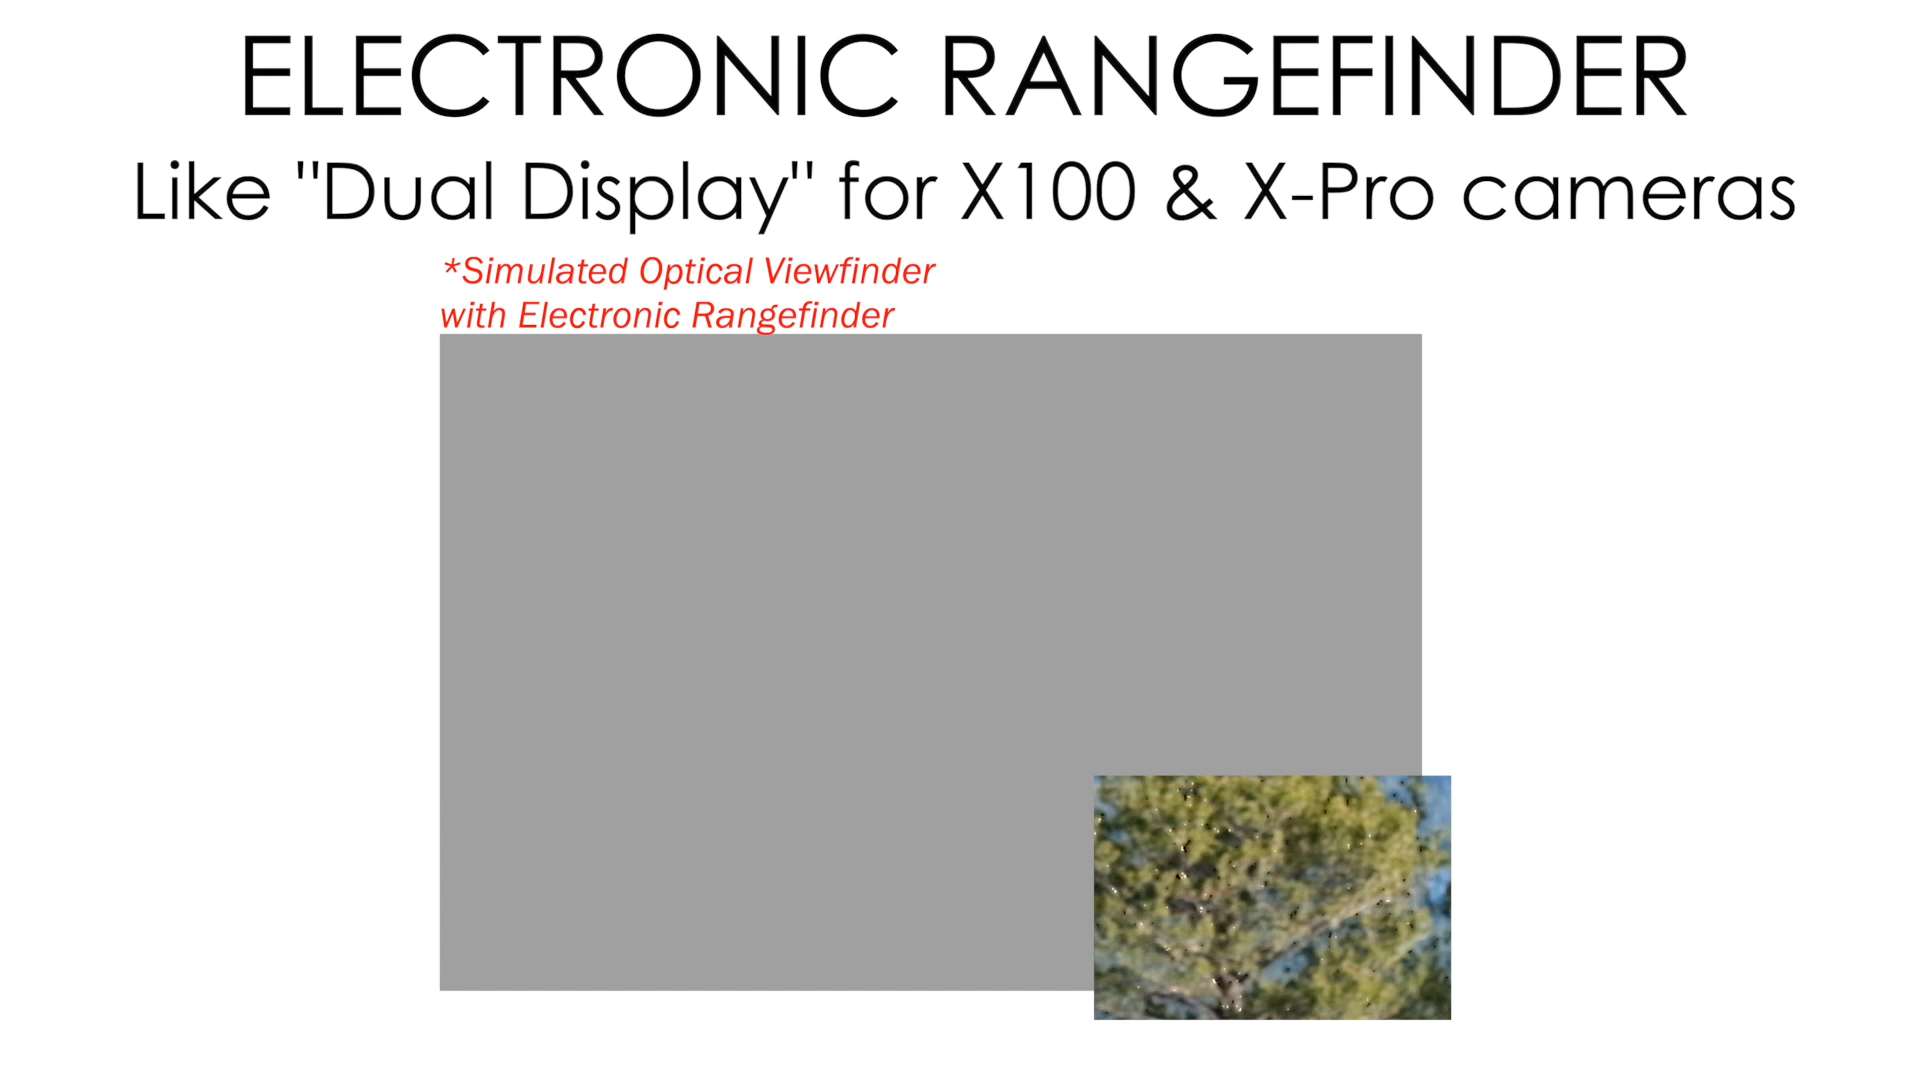 ELECTRONIC RANGEFINDER
Like "Dual Display" for X100 & X-Pro cameras
*Simulated Optical Viewfinder
with Electronic Rangefinder